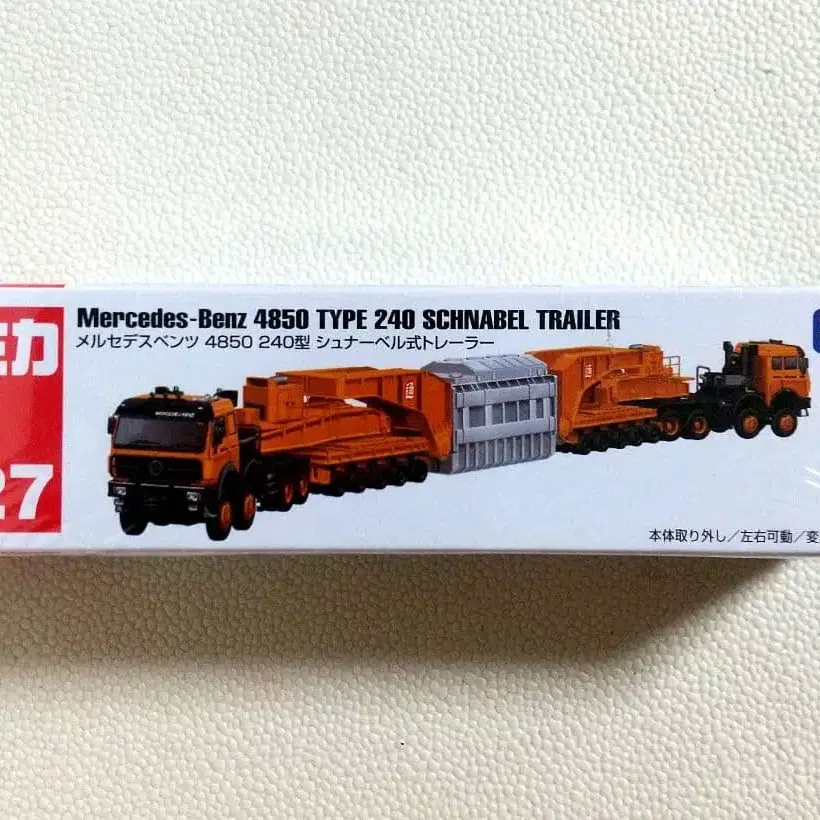 Mercedes-Benz 4850 TYPE 240 SCHNABEL TRAILER
ミカ
メルセデスベンツ 4850 240型 シュナーベル式トレーラー
27
本体取り外し／左右可動／変